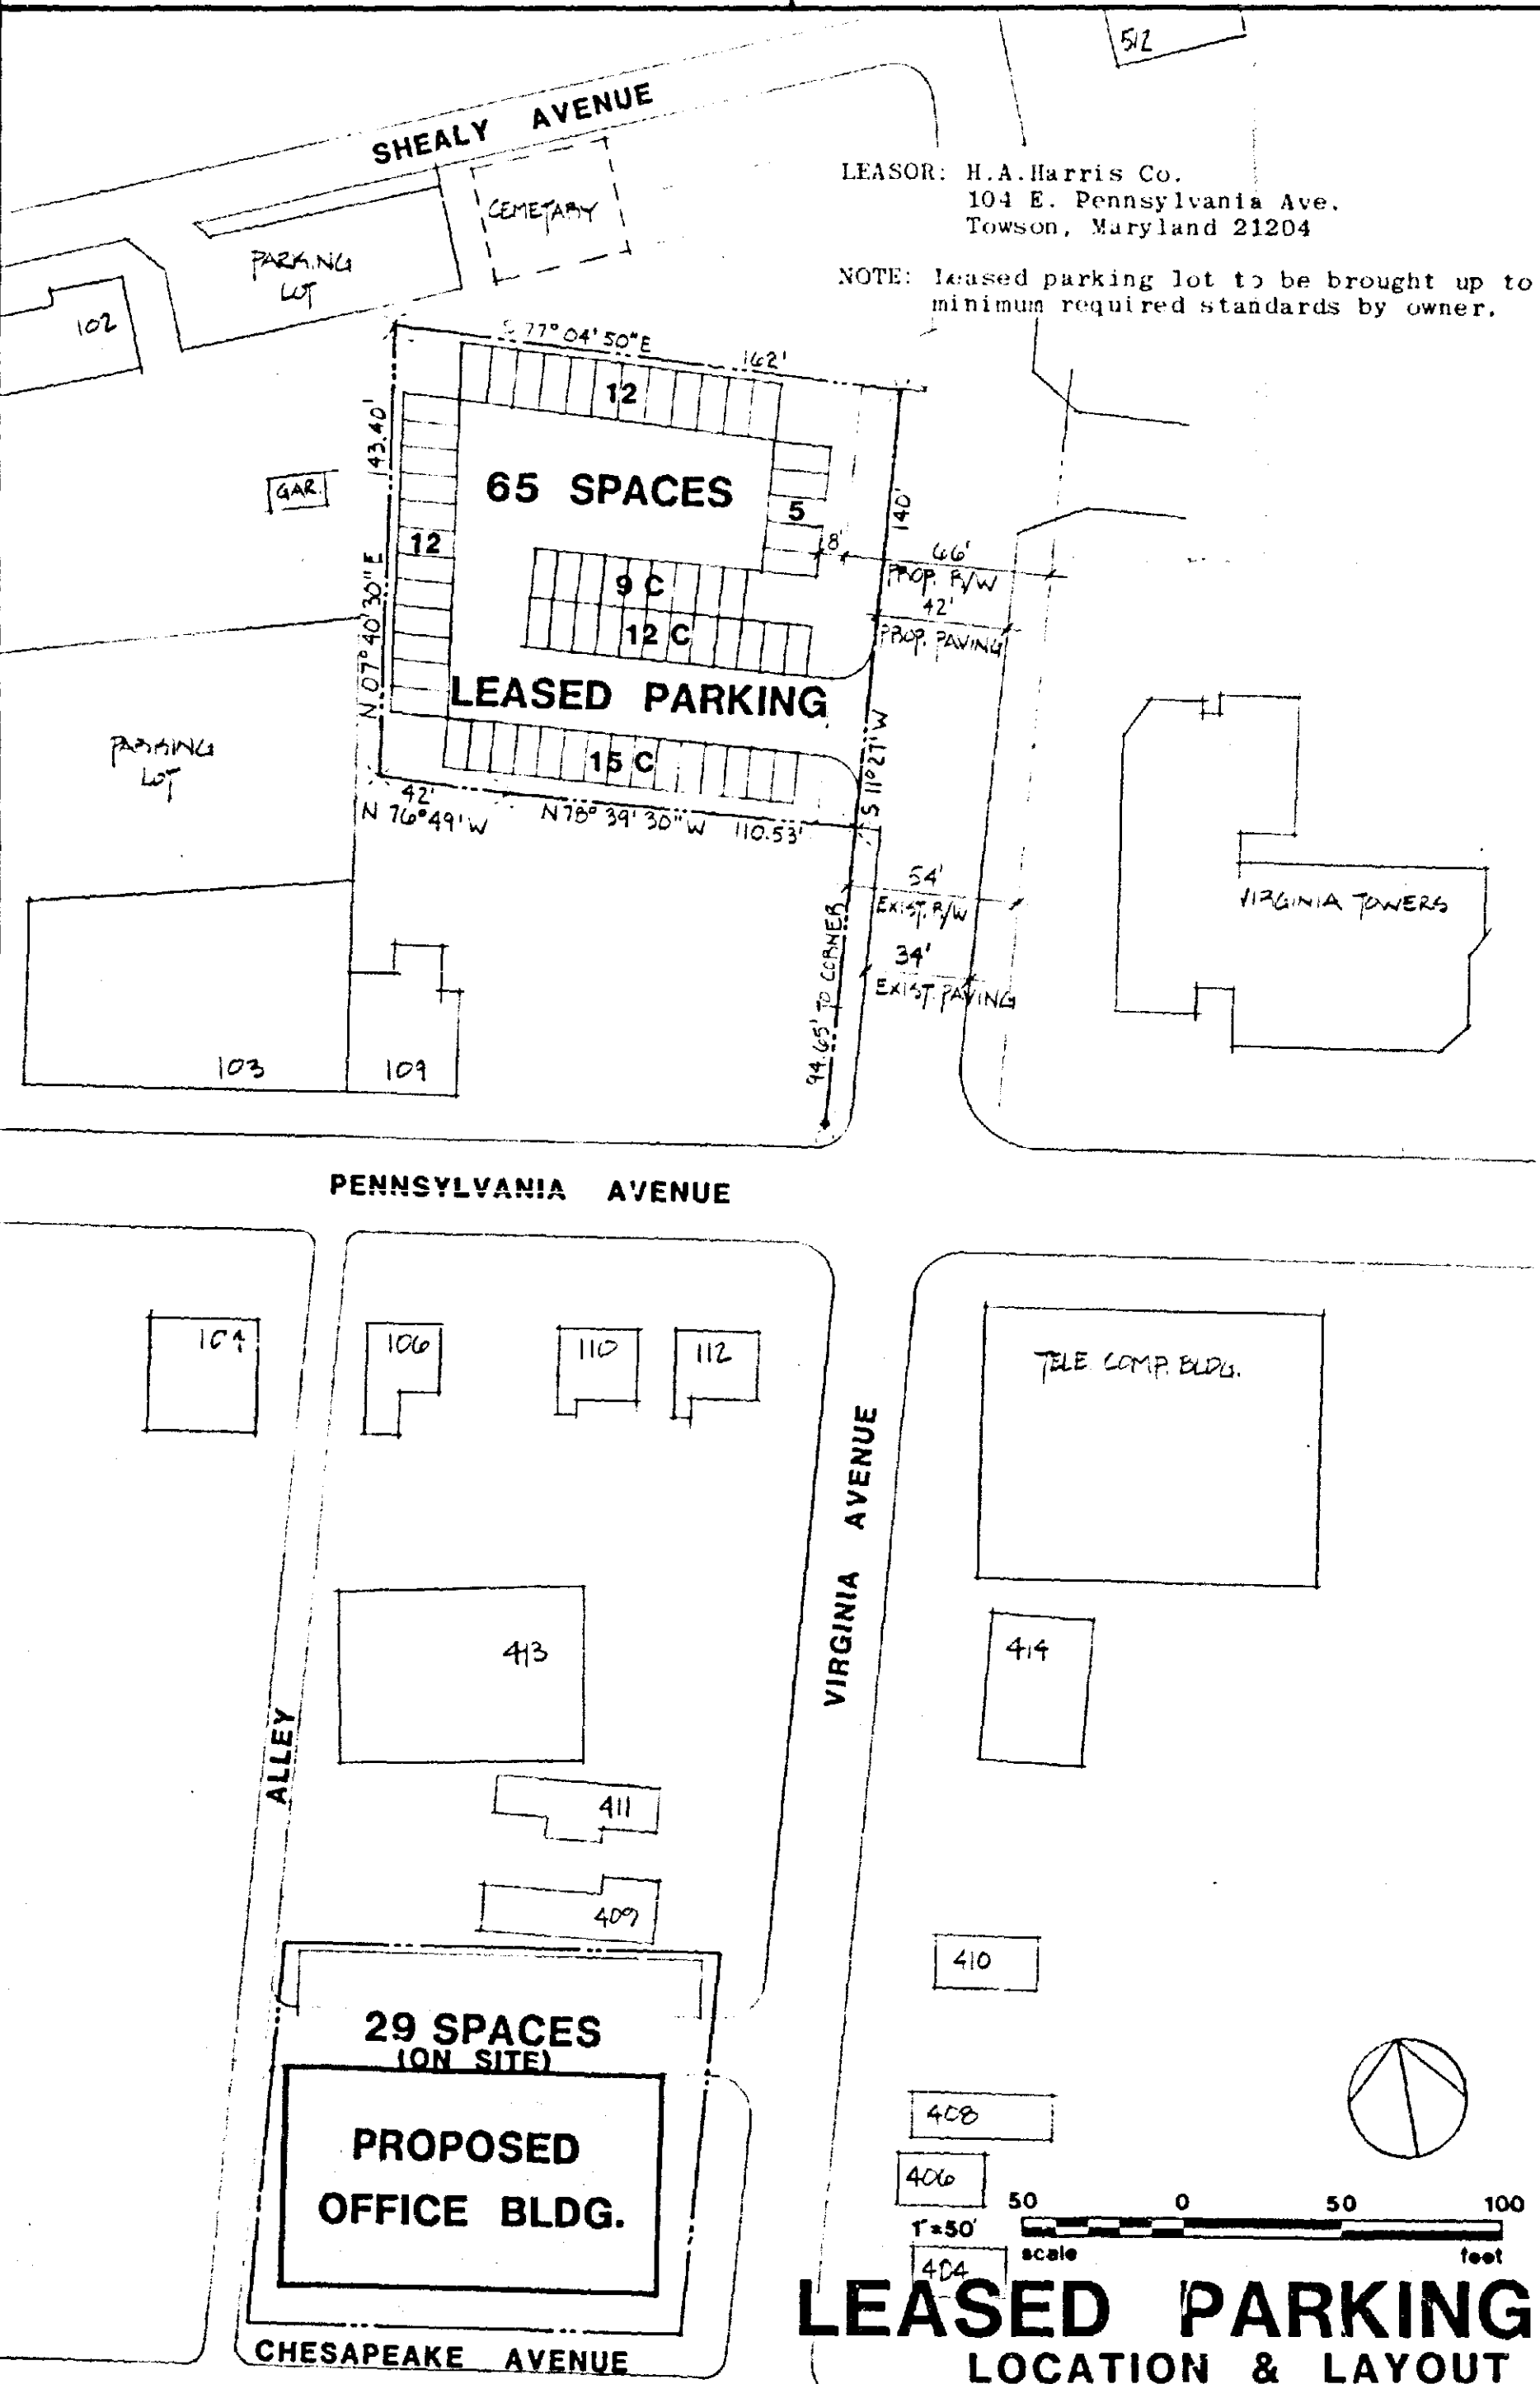 512
SHEALY AVENUE
LEASOR: H.A.Harris Co.
104 E. Pennsylvania Ave.
Towson, Maryland 21204
CEMETARY
PARKING
LOT
NOTE: Leased parking lot to be brought up to
minimum required standards by owner.
102
S 77° 04' 50" E 162'
12
143.40'
65 SPACES
GAR.
5
140'
12
8'
66'
PROP. R/W
9 C
42'
12 C
PROP. PAVING
N 07° 40' 30" E
LEASED PARKING
PARKING
LOT
15 C
S 11° 27' W
42'
N 76° 49' W
N 78° 39' 30" W 110.53'
54'
EXIST. R/W
VIRGINIA TOWERS
34'
EXIST. PAVING
94.65' TO CORNER
103
109
PENNSYLVANIA AVENUE
106
110
112
TELE. COMP. BLDG.
VIRGINIA AVENUE
413
414
ALLEY
411
409
410
29 SPACES
(ON SITE)
408
PROPOSED
OFFICE BLDG.
406
50 0 50 100
1"=50'
scale feet
404
LEASED PARKING
LOCATION & LAYOUT
CHESAPEAKE AVENUE